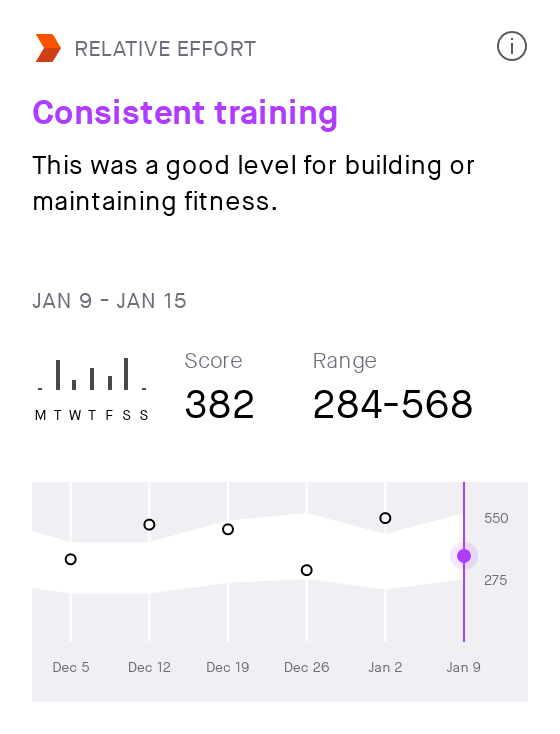 RELATIVE EFFORT
Consistent training
This was a good level for building or
maintaining fitness.
JAN 9 - JAN 15
Score Range
382 284-568
M T W T F S S
550
275
Dec 5 Dec 12 Dec 19 Dec 26 Jan 2 Jan 9